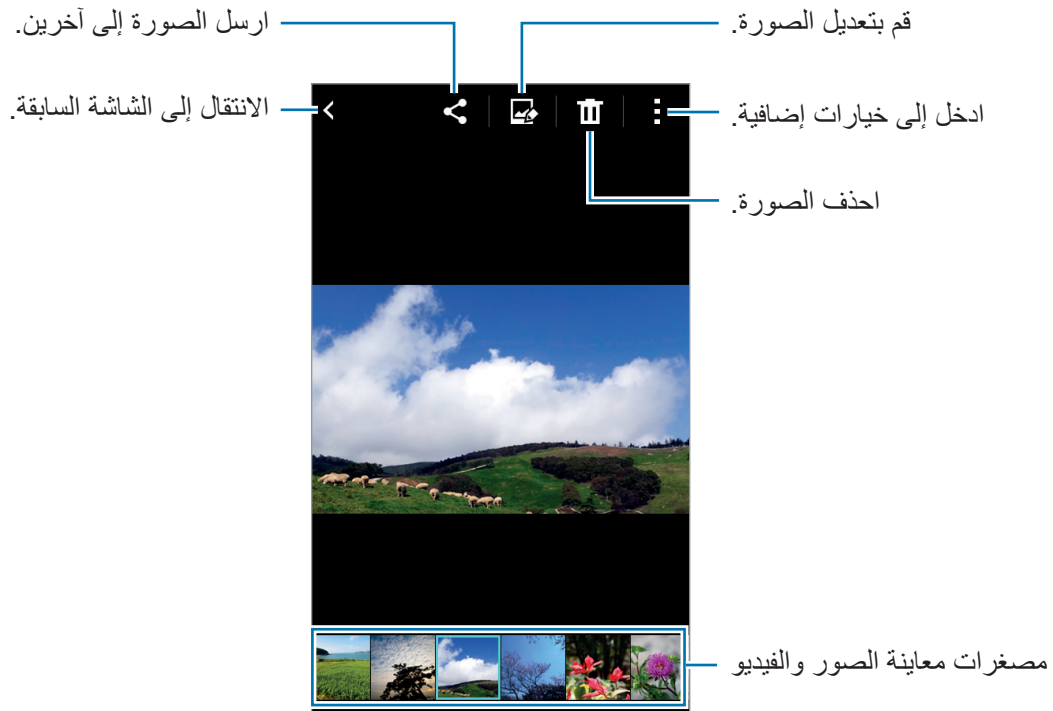 قم بتعديل الصورة.
ارسل الصورة إلى آخرين.
ادخل إلى خيارات إضافية.
الانتقال إلى الشاشة السابقة.
احذف الصورة.
مصغرات معاينة الصور والفيديو